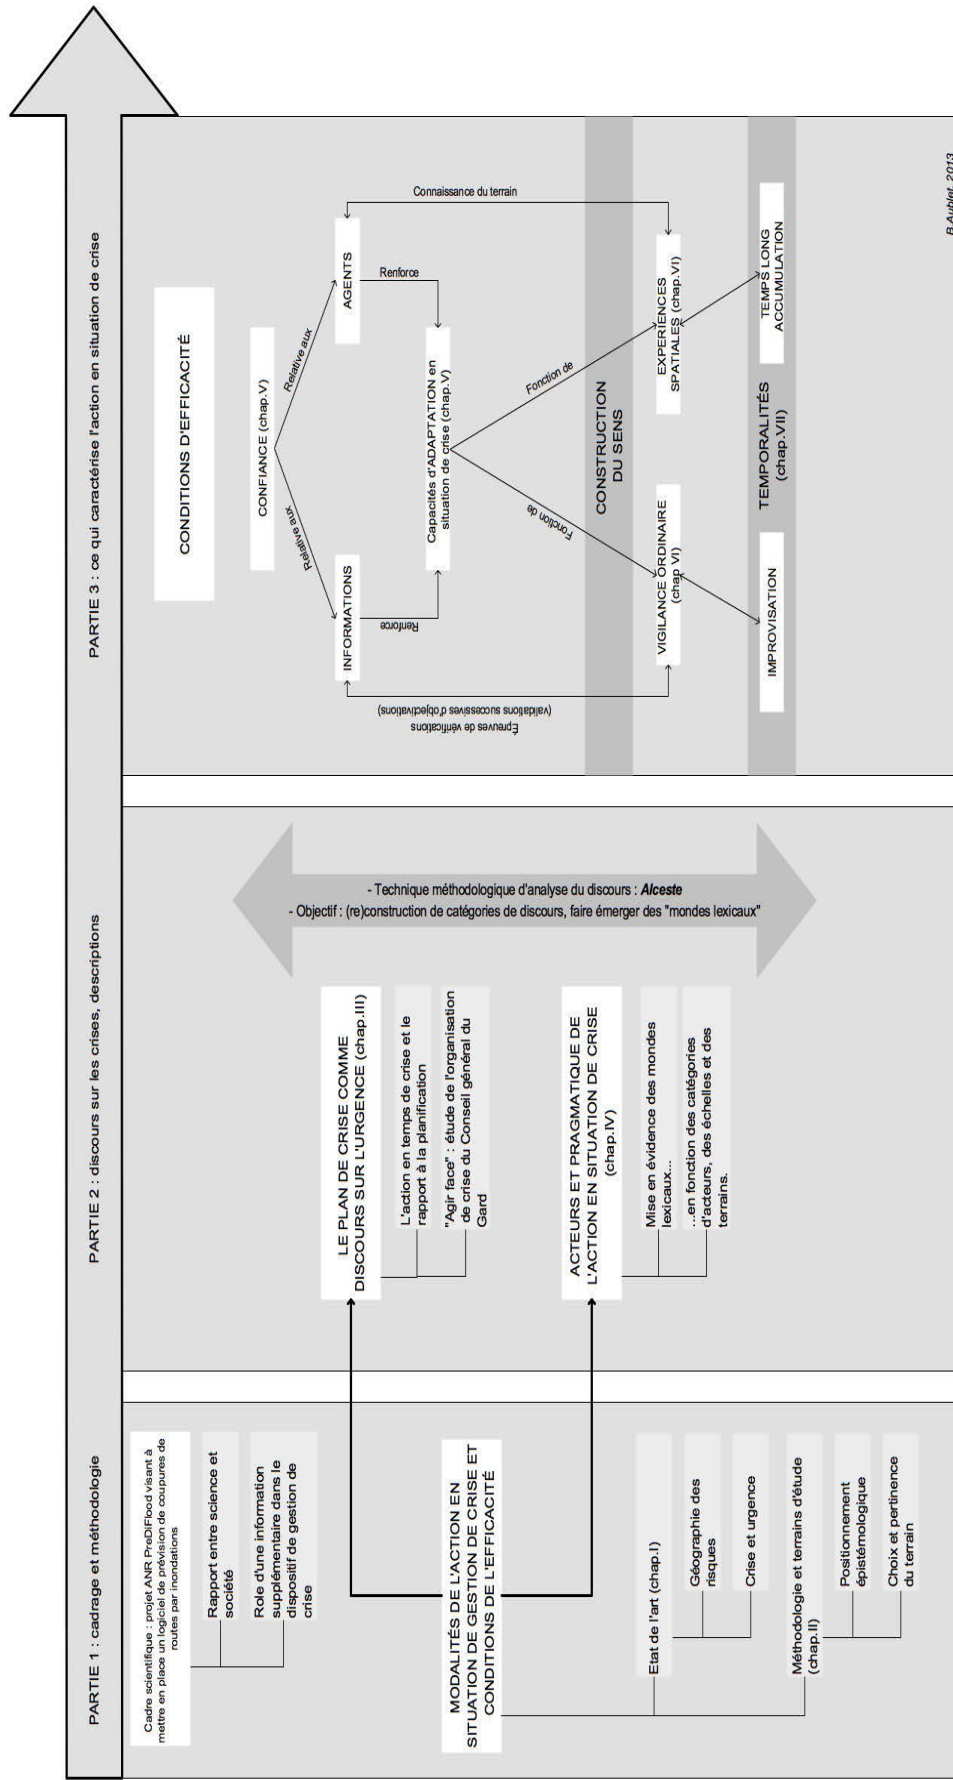 PARTIE 1 : cadrage et méthodologie
Cadre scientifique : projet ANR PreDiFlood visant à
mettre en place un logiciel de prévision de coupures de
routes par inondations
Rapport entre science et
société
Role d'une information
supplémentaire dans le
dispositif de gestion de
crise
MODALITÉS DE L'ACTION EN
SITUATION DE GESTION DE CRISE ET
CONDITIONS DE L'EFFICACITÉ
Etat de l'art (chap.I)
Géographie des
risques
Crise et urgence
Méthodologie et terrains d'étude
(chap.II)
Positionnement
épistémologique
Choix et pertinence
du terrain
PARTIE 2 : discours sur les crises, descriptions
LE PLAN DE CRISE COMME
DISCOURS SUR L'URGENCE (chap.III)
L'action en temps de crise et le
rapport à la planification
"Agir face" : étude de l'organisation
de crise du Conseil général du
Gard
ACTEURS ET PRAGMATIQUE DE
L'ACTION EN SITUATION DE CRISE
(chap.IV)
Mise en évidence des mondes
lexicaux...
...en fonction des catégories
d'acteurs, des échelles et des
terrains.
- Technique méthodologique d'analyse du discours : Alceste
- Objectif : (re)construction de catégories de discours, faire émerger des "mondes lexicaux"
PARTIE 3 : ce qui caractérise l'action en situation de crise
CONDITIONS D'EFFICACITÉ
CONFIANCE (chap.V)
Relative aux
Relative aux
INFORMATIONS
AGENTS
Renforce
Renforce
Capacités d'ADAPTATION en
situation de crise (chap.V)
Épreuves de vérifications
(validations successives d'objectivations)
Connaissance du terrain
Fonction de
Fonction de
CONSTRUCTION
DU SENS
VIGILANCE ORDINAIRE
(chap VI)
EXPERIENCES
SPATIALES (chap.VI)
TEMPORALITÉS
(chap.VII)
IMPROVISATION
TEMPS LONG
ACCUMULATION
B.Aublet, 2013